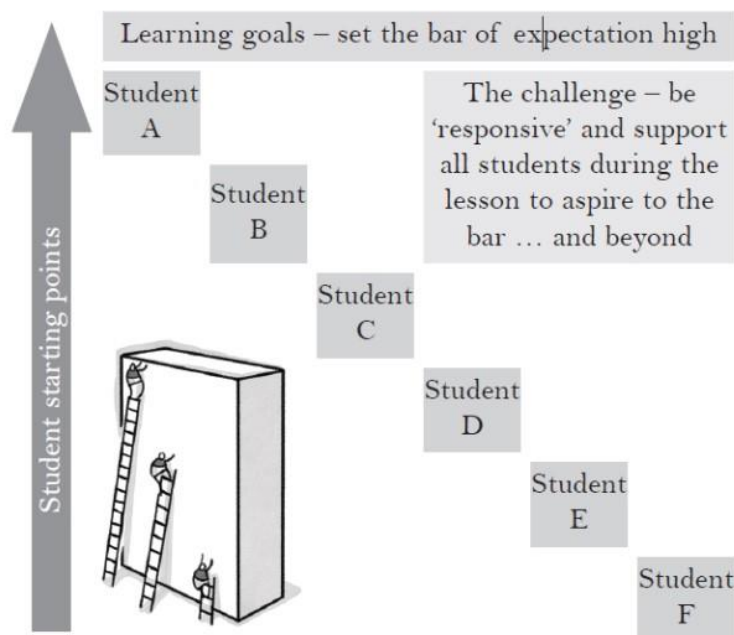 Learning goals – set the bar of expectation high
Student
A
The challenge – be
‘responsive’ and support
all students during the
lesson to aspire to the
bar … and beyond
Student
B
Student
C
Student
D
Student
E
Student
F
Student starting points